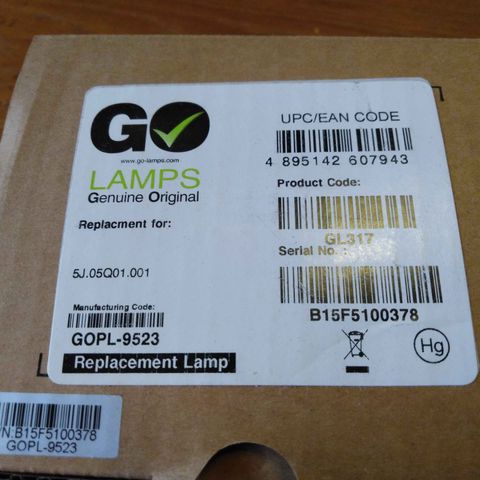 GO
www.go-lamps.com
LAMPS
Genuine Original
Replacment for:
5J.05Q01.001
Manufacturing Code:
GOPL-9523
Replacement Lamp
UPC/EAN CODE
4 895142 607943
Product Code:
GL317
Serial No.:
B15F5100378
Hg
/N:B15F5100378
GOPL-9523